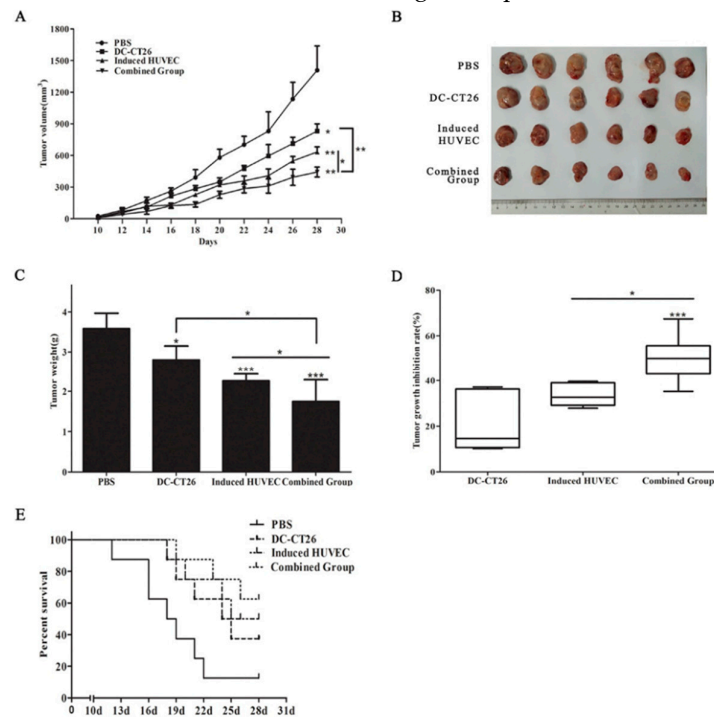 A
1800
1500
1200
900
600
300
0
Tumor volume(mm³)
PBS
DC-CT26
Induced HUVEC
Combined Group
*
**
**
*
**
10 12 14 16 18 20 22 24 26 28 30
Days
B
PBS
DC-CT26
Induced
HUVEC
Combined
Group
C
4
3
2
1
0
Tumor weight(g)
*
*
*
***
***
PBS DC-CT26 Induced HUVEC Combined Group
D
80
60
40
20
0
Tumor growth inhibition rate(%)
*
***
DC-CT26 Induced HUVEC Combined Group
E
PBS
DC-CT26
Induced HUVEC
Combined Group
100
80
60
40
20
0
Percent survival
0 10d 13d 16d 19d 22d 25d 28d 31d